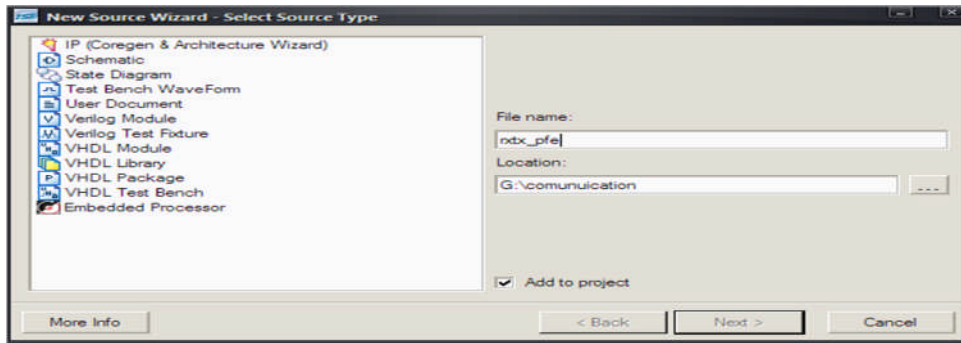 New Source Wizard - Select Source Type
IP (Coregen & Architecture Wizard)
Schematic
State Diagram
Test Bench WaveForm
User Document
Verilog Module
Verilog Test Fixture
VHDL Module
VHDL Library
VHDL Package
VHDL Test Bench
Embedded Processor
File name:
rxtx_pfe
Location:
G:\comunuication
...
Add to project
More Info
< Back
Next >
Cancel